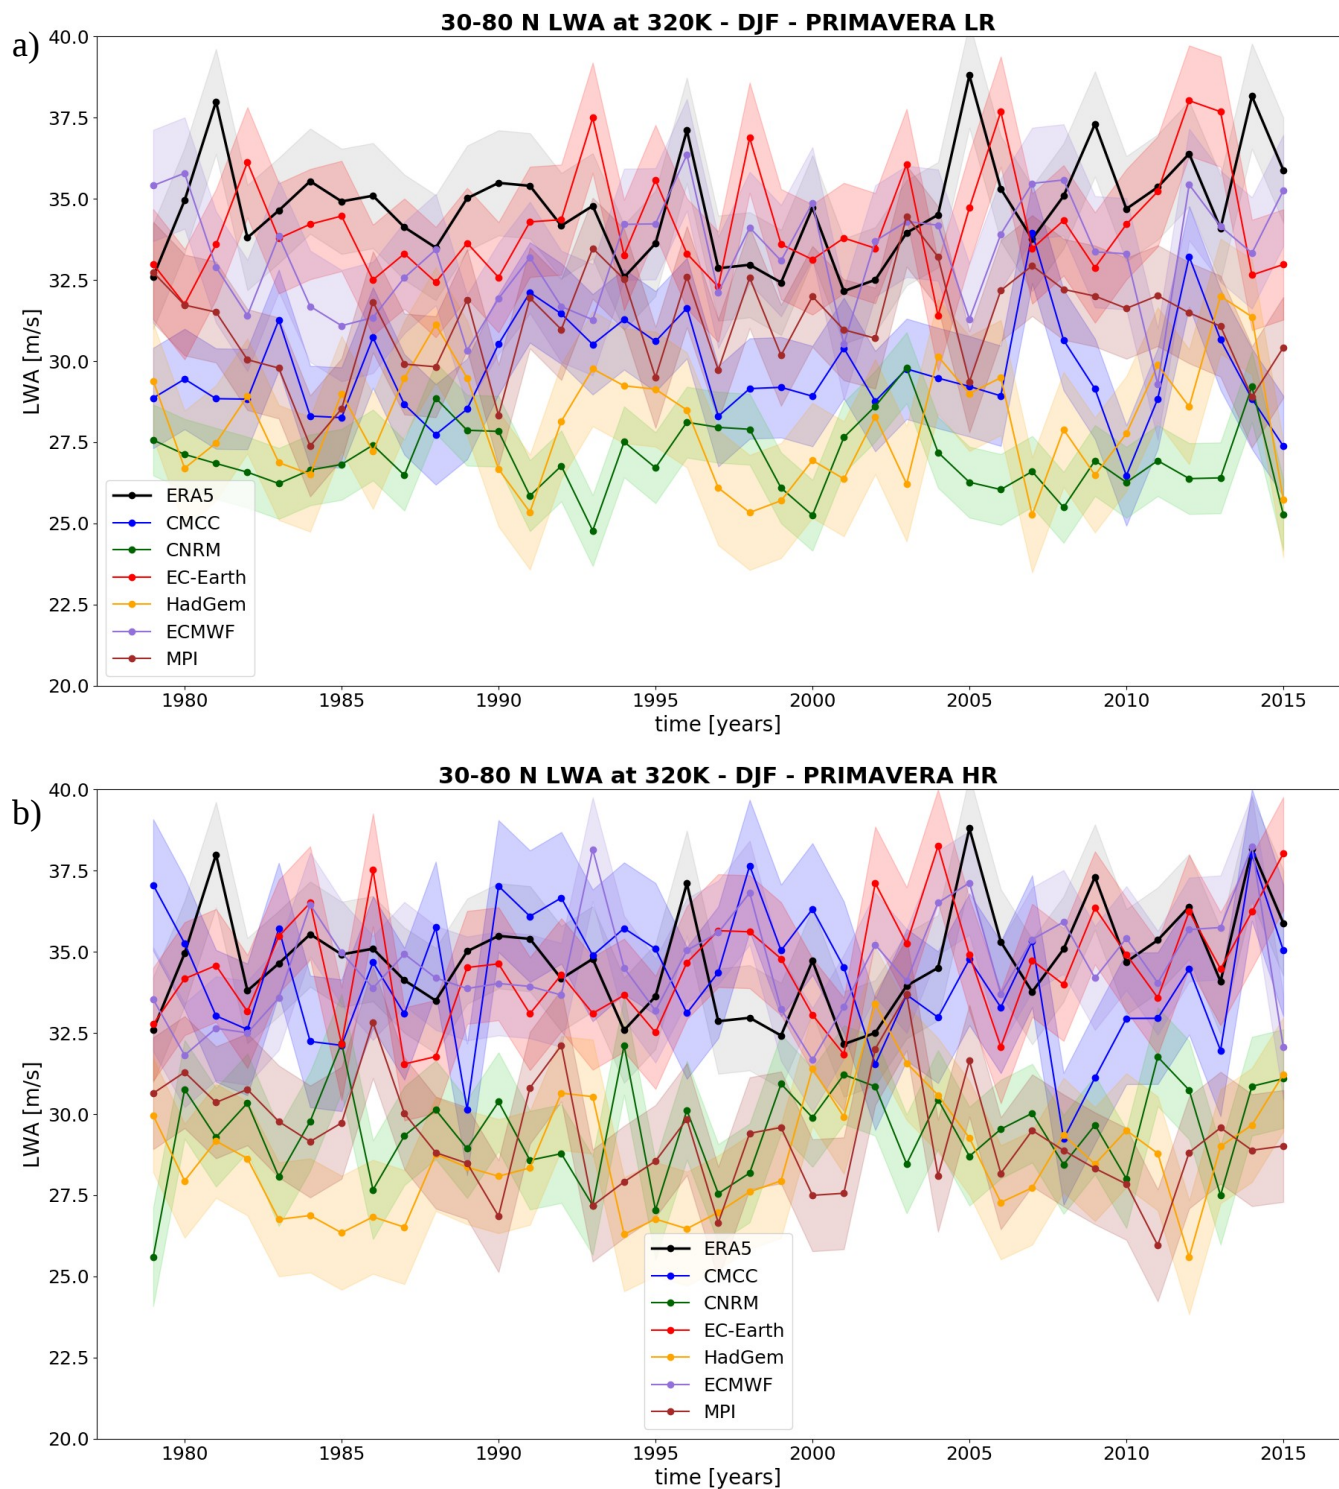 30-80 N LWA at 320K - DJF - PRIMAVERA LR
a)
40.0
37.5
35.0
32.5
30.0
27.5
25.0
22.5
20.0
LWA [m/s]
ERA5
CMCC
CNRM
EC-Earth
HadGem
ECMWF
MPI
1980 1985 1990 1995 2000 2005 2010 2015
time [years]
30-80 N LWA at 320K - DJF - PRIMAVERA HR
b)
40.0
37.5
35.0
32.5
30.0
27.5
25.0
22.5
20.0
LWA [m/s]
ERA5
CMCC
CNRM
EC-Earth
HadGem
ECMWF
MPI
1980 1985 1990 1995 2000 2005 2010 2015
time [years]